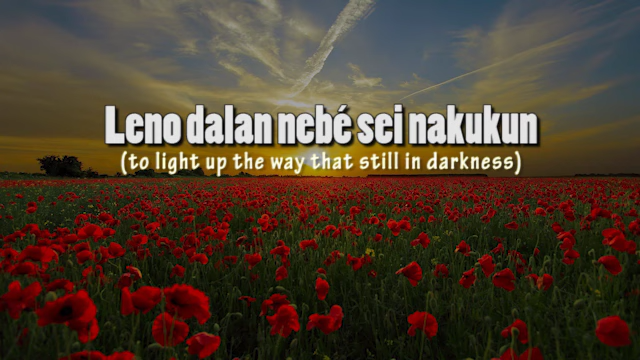 Leno dalan nebé sei nakukun
(to light up the way that still in darkness)